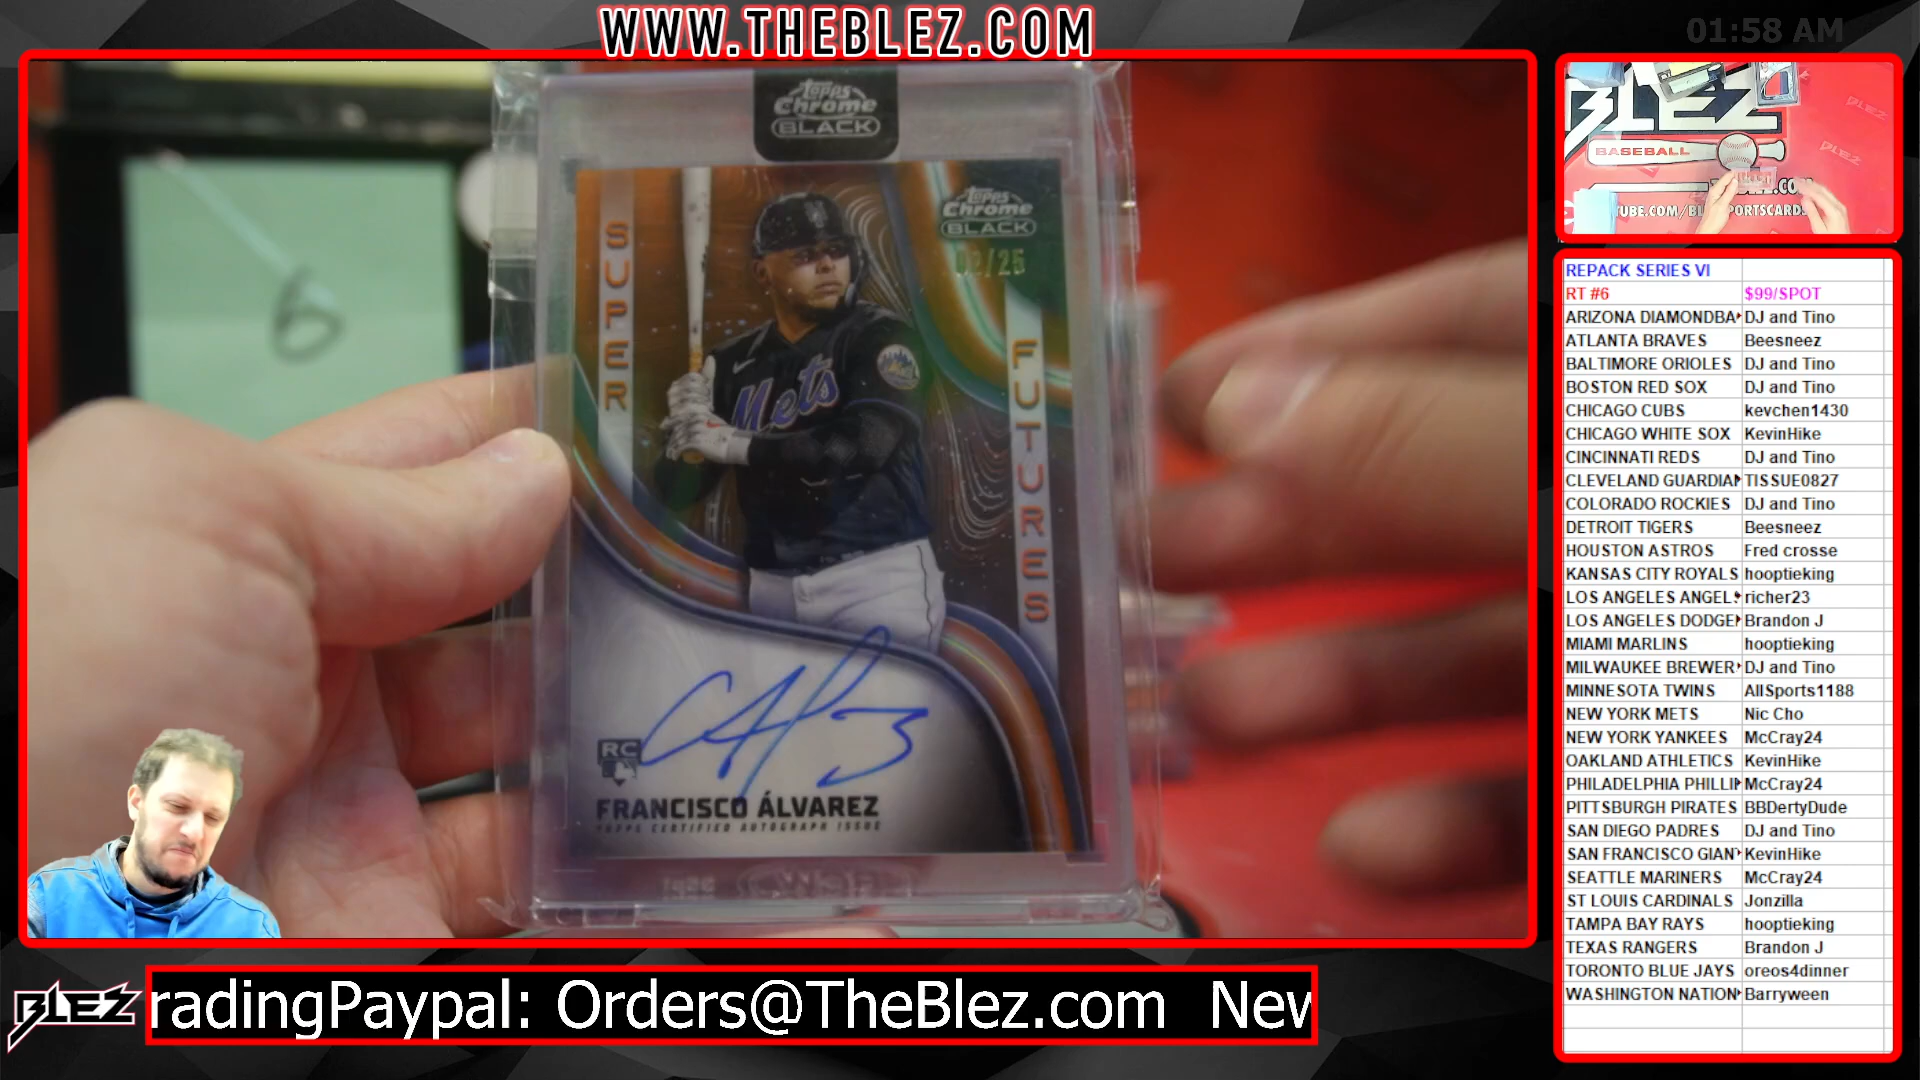 WWW.THEBLEZ.COM
01:58 AM
Topps
Chrome
BLACK
Topps
Chrome
BLACK
/25
SUPER
FUTURES
Mets
6
RC
FRANCISCO ÁLVAREZ
TOPPS CERTIFIED AUTOGRAPH ISSUE
BLEZ
BASEBALL
REPACK SERIES VI
RT #6 $99/SPOT
ARIZONA DIAMONDBA DJ and Tino
ATLANTA BRAVES Beesneez
BALTIMORE ORIOLES DJ and Tino
BOSTON RED SOX DJ and Tino
CHICAGO CUBS kevchen1430
CHICAGO WHITE SOX KevinHike
CINCINNATI REDS DJ and Tino
CLEVELAND GUARDIAN TISSUE0827
COLORADO ROCKIES DJ and Tino
DETROIT TIGERS Beesneez
HOUSTON ASTROS Fred crosse
KANSAS CITY ROYALS hooptieking
LOS ANGELES ANGEL richer23
LOS ANGELES DODGE Brandon J
MIAMI MARLINS hooptieking
MILWAUKEE BREWER DJ and Tino
MINNESOTA TWINS AllSports1188
NEW YORK METS Nic Cho
NEW YORK YANKEES McCray24
OAKLAND ATHLETICS KevinHike
PHILADELPHIA PHILLI McCray24
PITTSBURGH PIRATES BBDertyDude
SAN DIEGO PADRES DJ and Tino
SAN FRANCISCO GIAN KevinHike
SEATTLE MARINERS McCray24
ST LOUIS CARDINALS Jonzilla
TAMPA BAY RAYS hooptieking
TEXAS RANGERS Brandon J
TORONTO BLUE JAYS oreos4dinner
WASHINGTON NATION Barryween
BLEZ
radingPaypal: Orders@TheBlez.com New